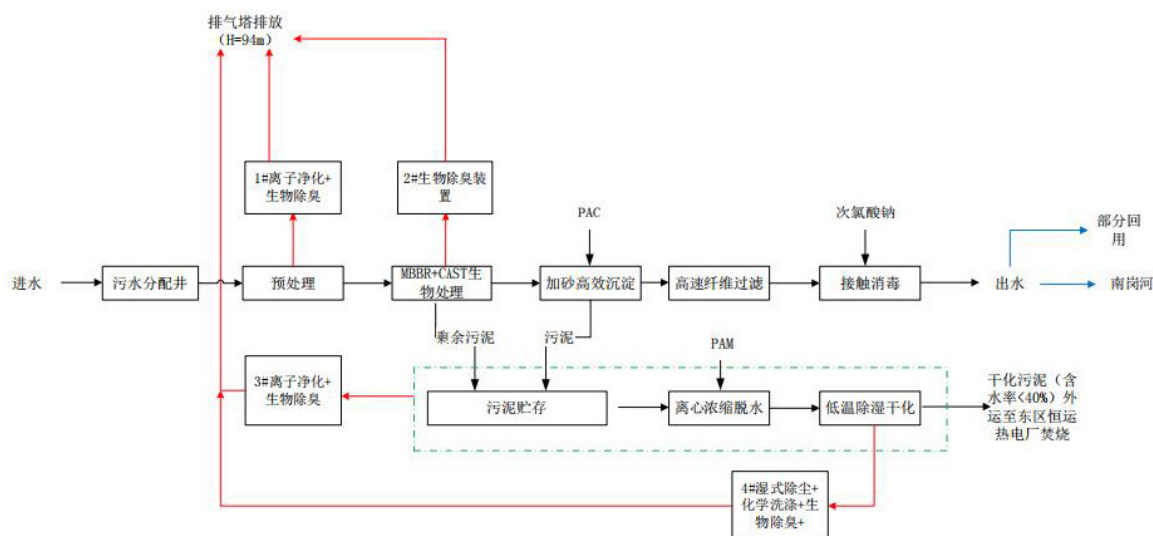 排气塔排放
（H=94m）
1#离子净化+
生物除臭
2#生物除臭装
置
PAC
次氯酸钠
部分回
用
进水
污水分配井
预处理
MBBR+CAST生
物处理
加砂高效沉淀
高速纤维过滤
接触消毒
出水
南岗河
剩余污泥
污泥
PAM
3#离子净化+
生物除臭
污泥贮存
离心浓缩脱水
低温除湿干化
干化污泥（含
水率<40%）外
运至东区恒运
热电厂焚烧
4#湿式除尘+
化学洗涤+生
物除臭+